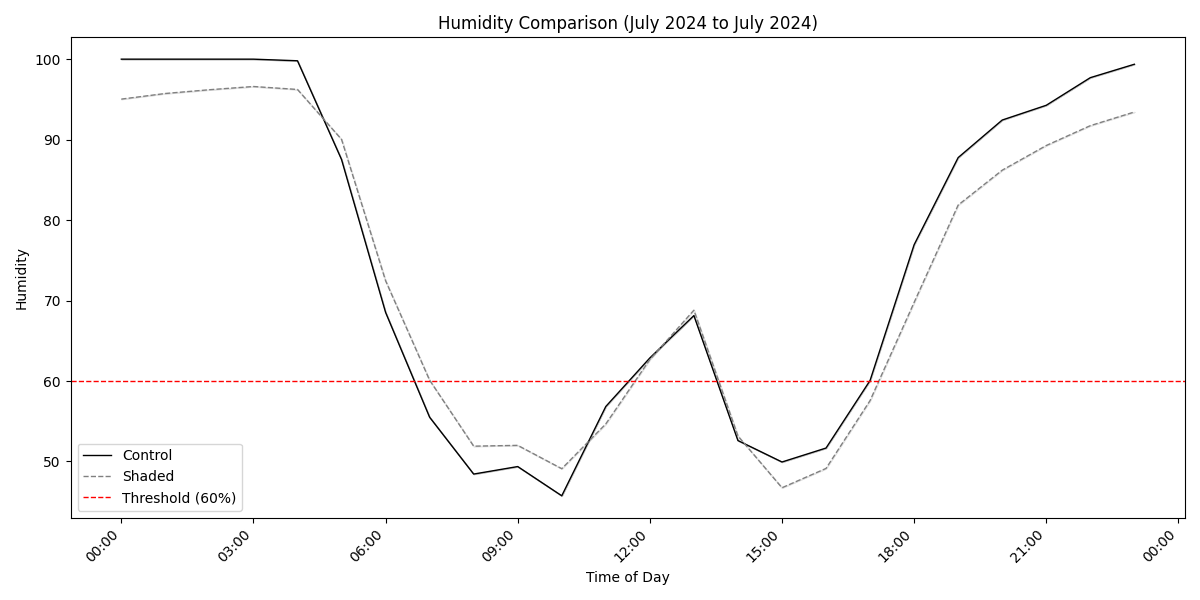 Humidity Comparison (July 2024 to July 2024)
100
90
80
70
60
50
Humidity
Control
Shaded
Threshold (60%)
00:00
03:00
06:00
09:00
12:00
15:00
18:00
21:00
00:00
Time of Day